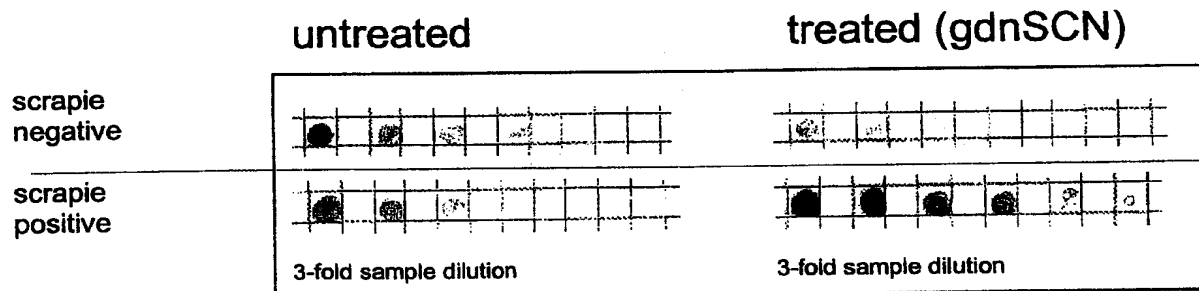 untreated
treated (gdnSCN)
scrapie
negative
scrapie
positive
3-fold sample dilution
3-fold sample dilution